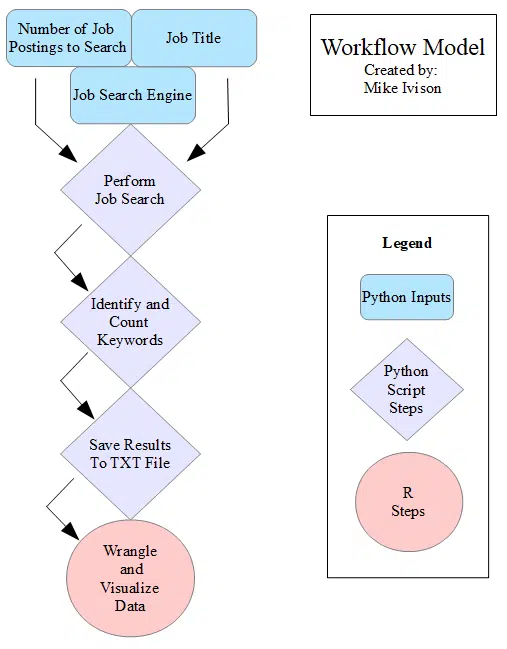 Number of Job
Postings to Search
Job Title
Job Search Engine
Perform
Job Search
Identify and
Count
Keywords
Save Results
To TXT File
Wrangle
and
Visualize
Data
Workflow Model
Created by:
Mike Ivison
Legend
Python Inputs
Python
Script
Steps
R
Steps